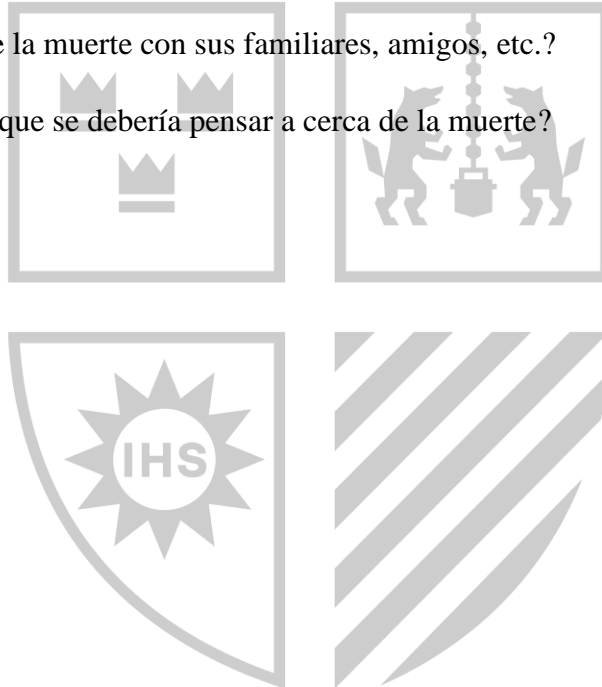 la muerte con sus familiares, amigos, etc.?
que se debería pensar a cerca de la muerte?
IHS